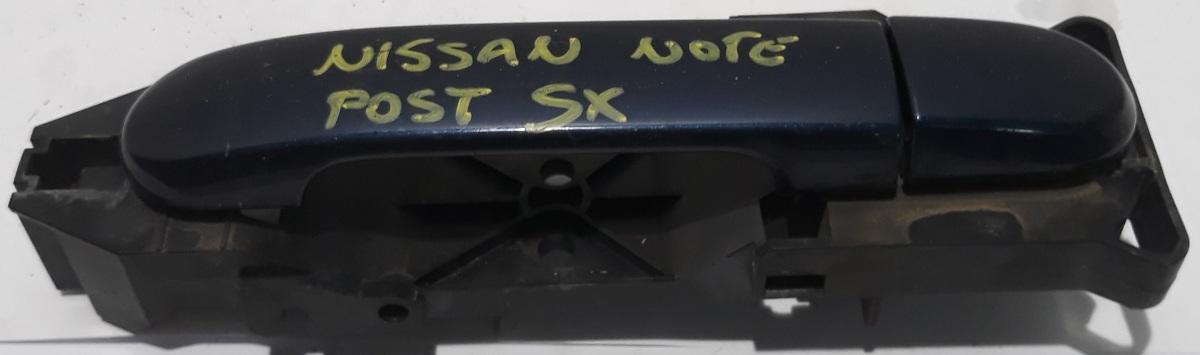 NISSAN NOTE
POST SX